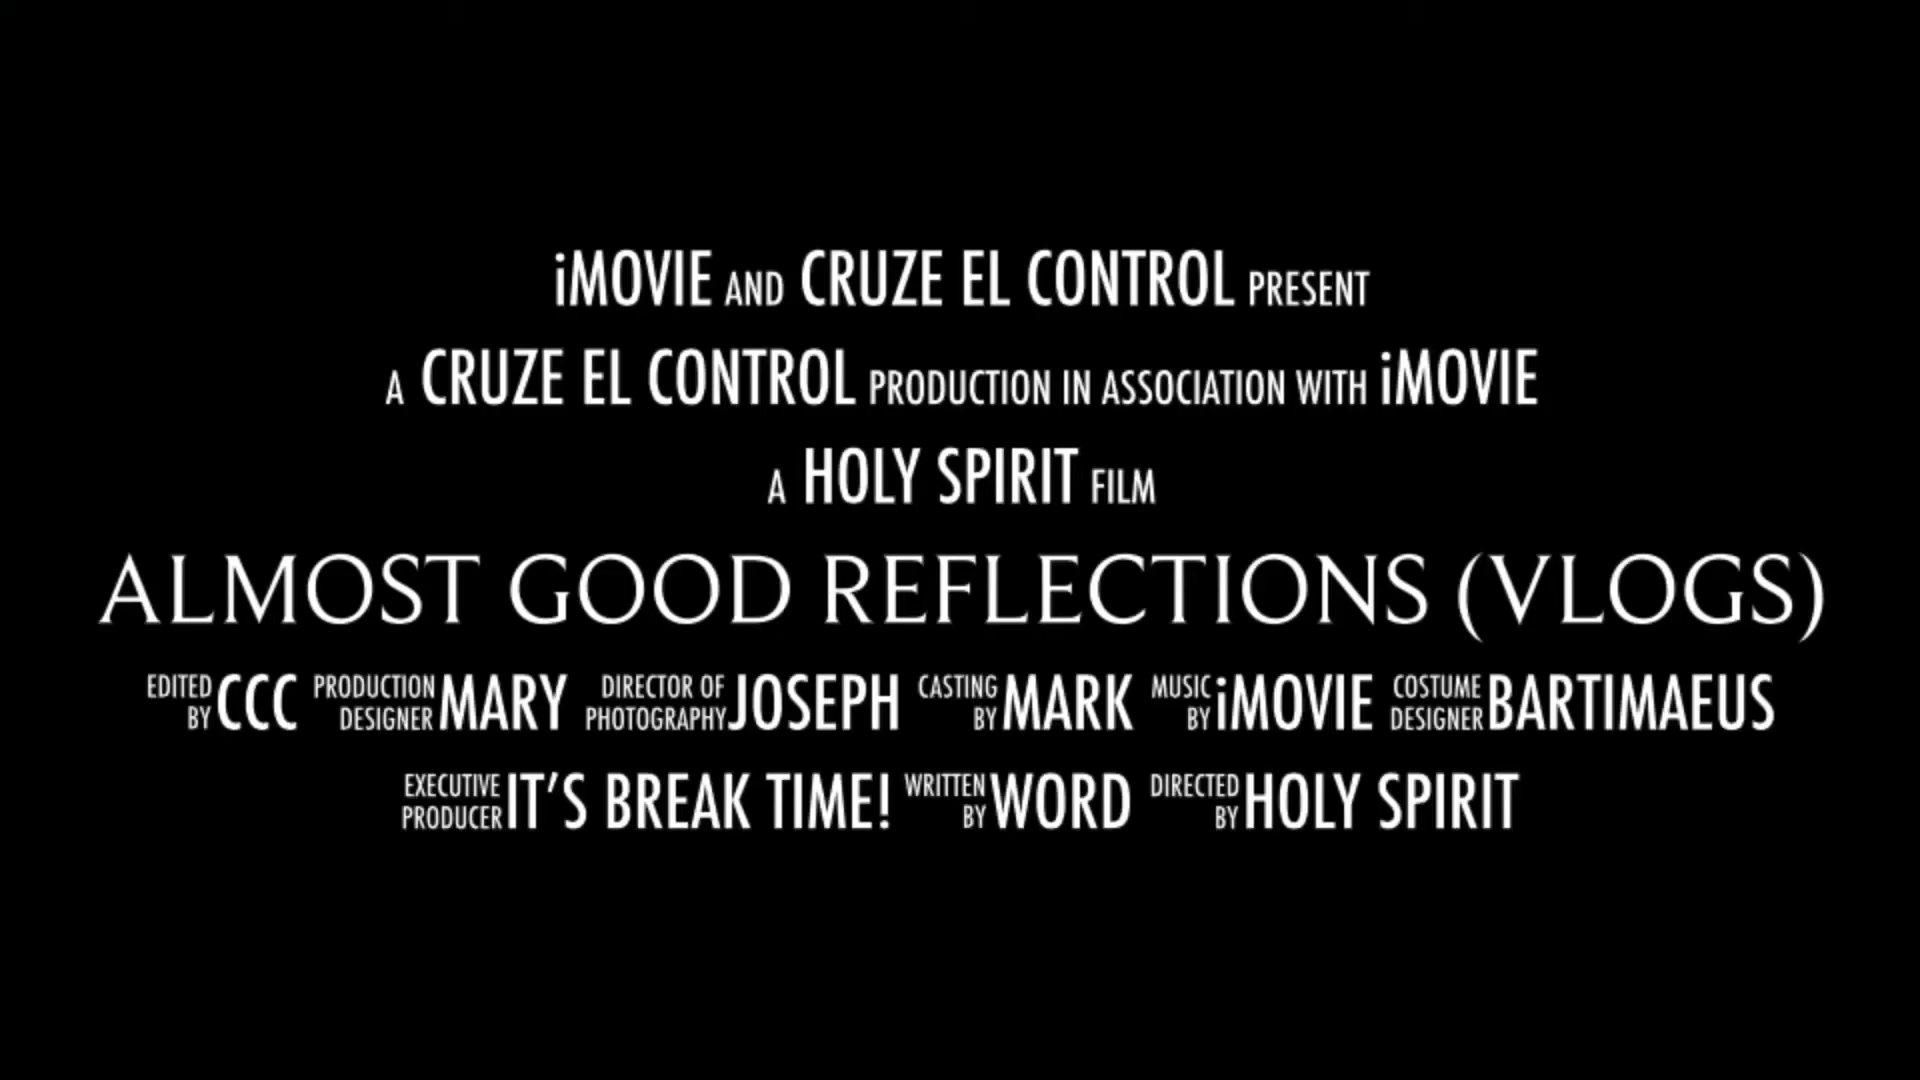 iMOVIE AND CRUZE EL CONTROL PRESENT
A CRUZE EL CONTROL PRODUCTION IN ASSOCIATION WITH iMOVIE
A HOLY SPIRIT FILM
ALMOST GOOD REFLECTIONS (VLOGS)
EDITED BY CCC PRODUCTION DESIGNER MARY DIRECTOR OF PHOTOGRAPHY JOSEPH CASTING BY MARK MUSIC BY iMOVIE COSTUME DESIGNER BARTIMAEUS
EXECUTIVE PRODUCER IT'S BREAK TIME! WRITTEN BY WORD DIRECTED BY HOLY SPIRIT